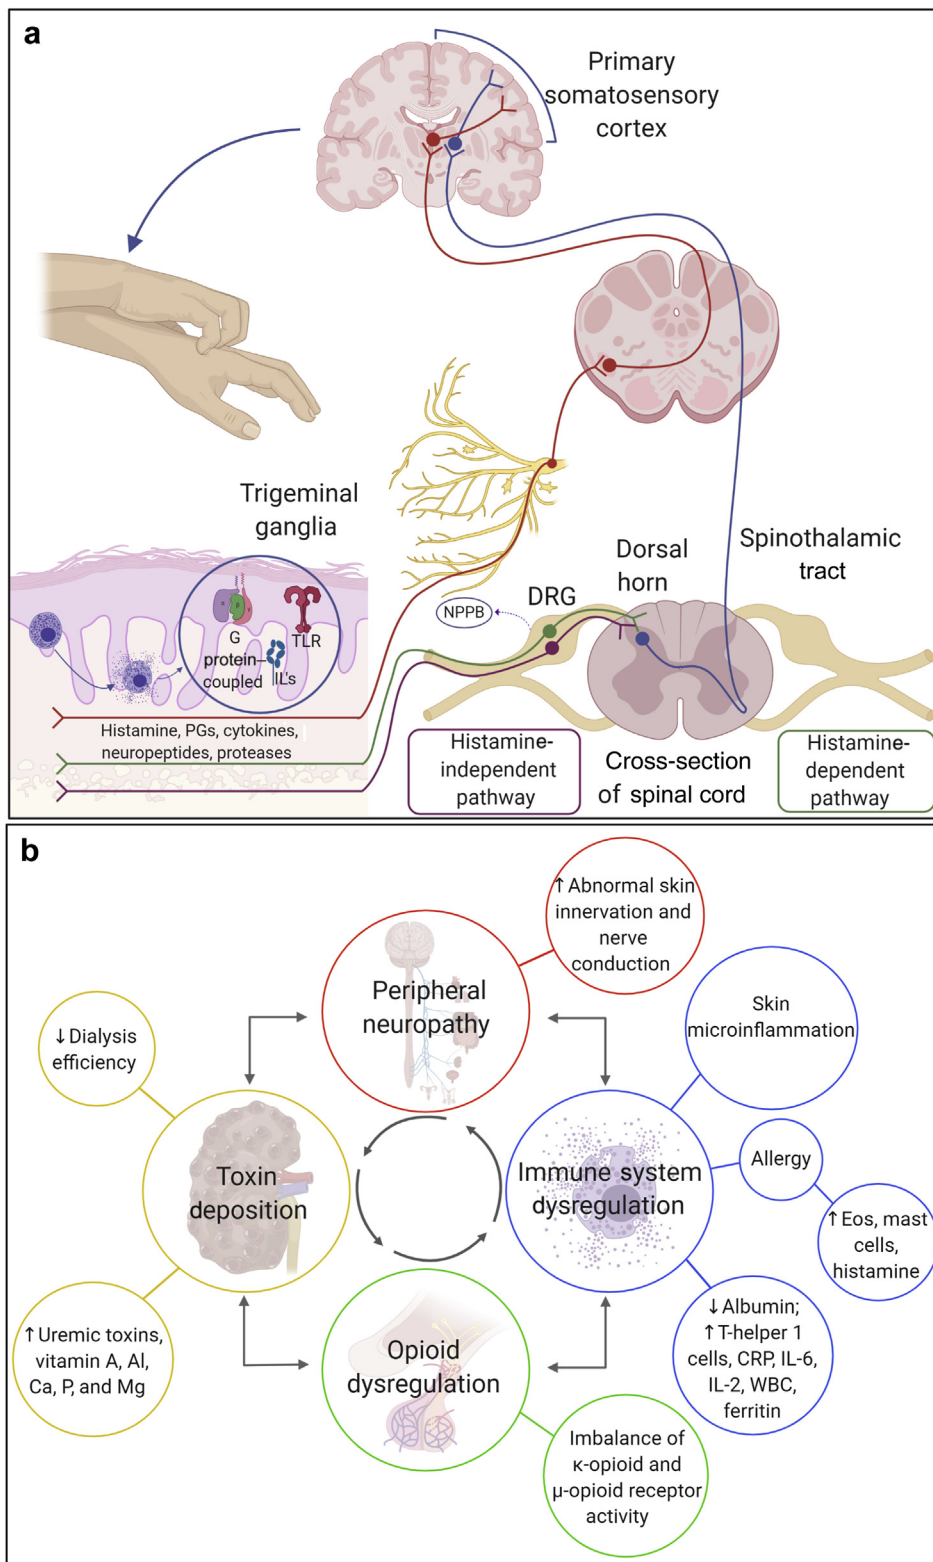 a
Primary
somatosensory
cortex
Trigeminal
ganglia
G
protein–
coupled
TLR
IL's
Histamine, PGs, cytokines,
neuropeptides, proteases
NPPB
DRG
Dorsal
horn
Spinothalamic
tract
Histamine-
independent
pathway
Cross-section
of spinal cord
Histamine-
dependent
pathway
b
↑Abnormal skin
innervation and
nerve
conduction
Peripheral
neuropathy
Skin
microinflammation
↓Dialysis
efficiency
Toxin
deposition
Immune system
dysregulation
Allergy
↑Eos, mast
cells,
histamine
↑Uremic toxins,
vitamin A, Al,
Ca, P, and Mg
Opioid
dysregulation
↓Albumin;
↑T-helper 1
cells, CRP, IL-6,
IL-2, WBC,
ferritin
Imbalance of
κ-opioid and
μ-opioid receptor
activity